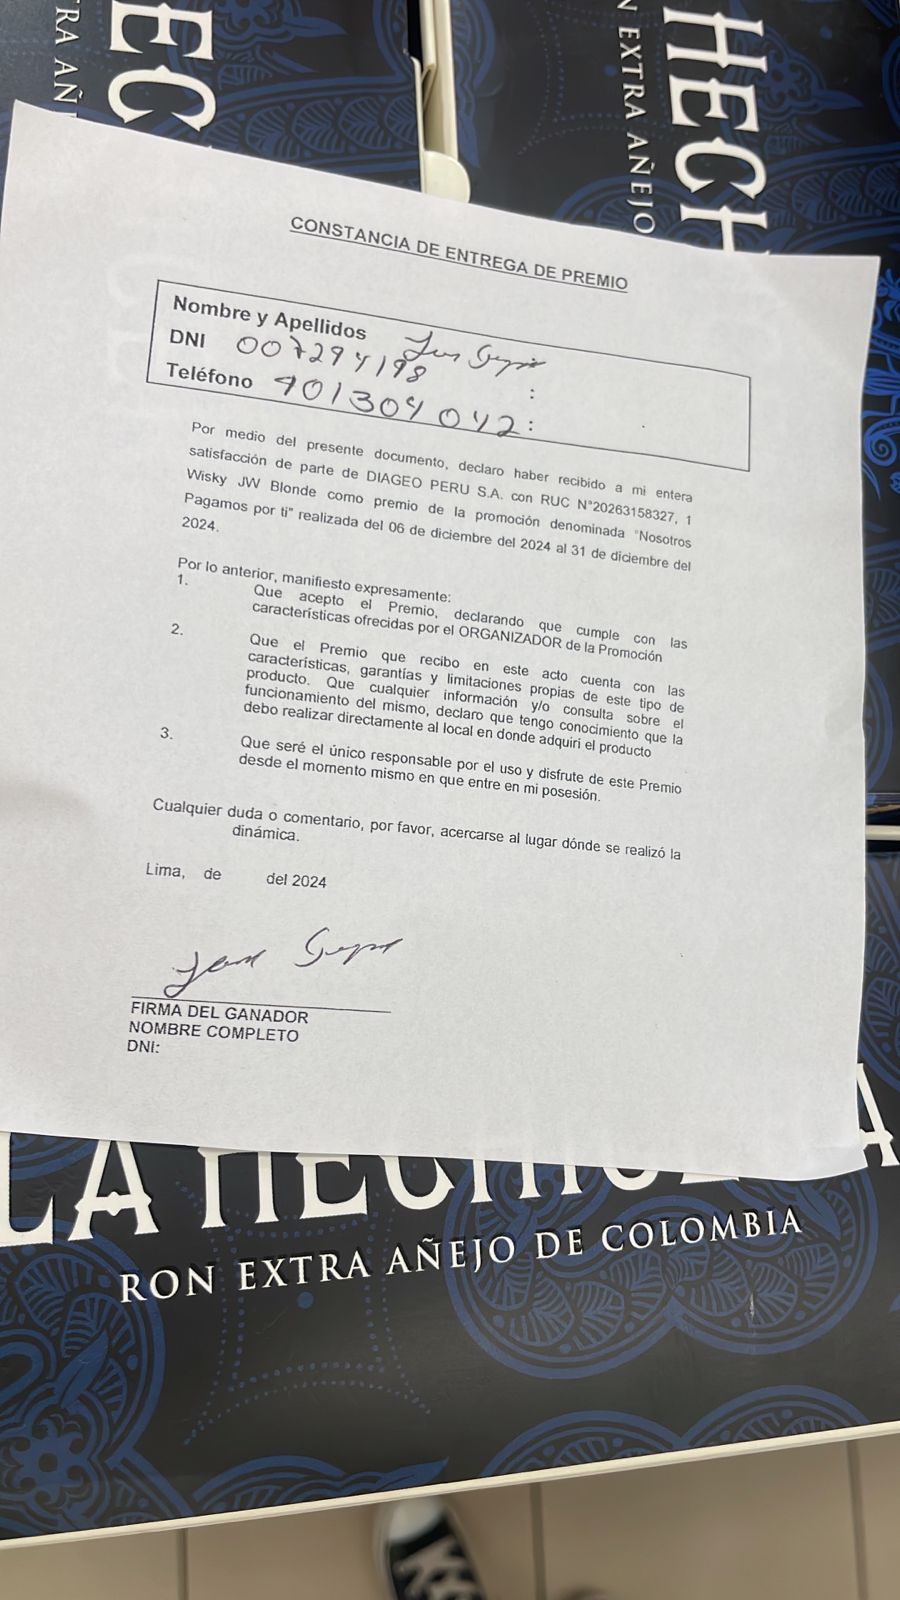 EC
RA AÑ
HECH
N EXTRA AÑEJO
CONSTANCIA DE ENTREGA DE PREMIO
Nombre y Apellidos
DNI 007294198 :
Teléfono 901304042 :
Por medio del presente documento, declaro haber recibido a mi entera
satisfacción de parte de DIAGEO PERU S.A. con RUC N°20263158327, 1
Wisky JW Blonde como premio de la promoción denominada "Nosotros
Pagamos por ti" realizada del 06 de diciembre del 2024 al 31 de diciembre del
2024.
Por lo anterior, manifiesto expresamente:
1. Que acepto el Premio, declarando que cumple con las
características ofrecidas por el ORGANIZADOR de la Promoción
2. Que el Premio que recibo en este acto cuenta con las
características, garantías y limitaciones propias de este tipo de
producto. Que cualquier información y/o consulta sobre el
funcionamiento del mismo, declaro que tengo conocimiento que la
debo realizar directamente al local en donde adquiri el producto
3. Que seré el único responsable por el uso y disfrute de este Premio
desde el momento mismo en que entre en mi posesión.
Cualquier duda o comentario, por favor, acercarse al lugar dónde se realizó la
dinámica.
Lima, de del 2024
FIRMA DEL GANADOR
NOMBRE COMPLETO
DNI:
LA HECHICERA
RON EXTRA AÑEJO DE COLOMBIA